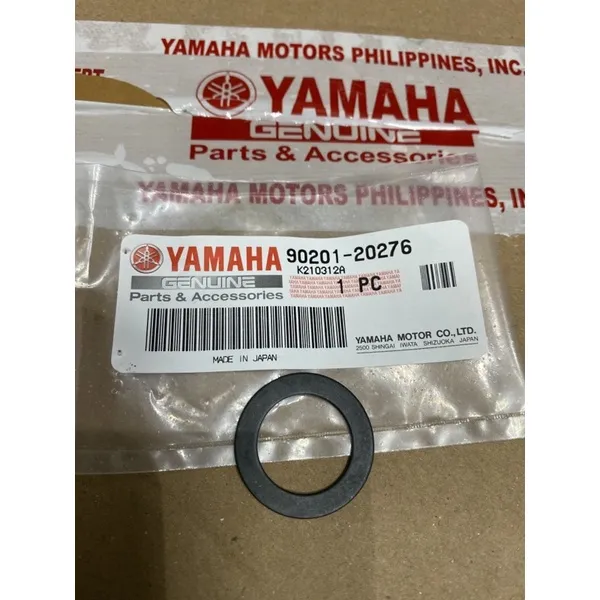 YAMAHA MOTORS PHILIPPINES, INC.
YAMAHA
GENUINE
Parts & Accessories
YAMAHA MOTORS PHILIPPINES, IN
YAMAHA 90201-20276
GENUINE K210312A
Parts & Accessories 1 PC
MADE IN JAPAN
YAMAHA MOTOR CO.,LTD.
2500 SHINGAI IWATA SHIZUOKA JAPAN